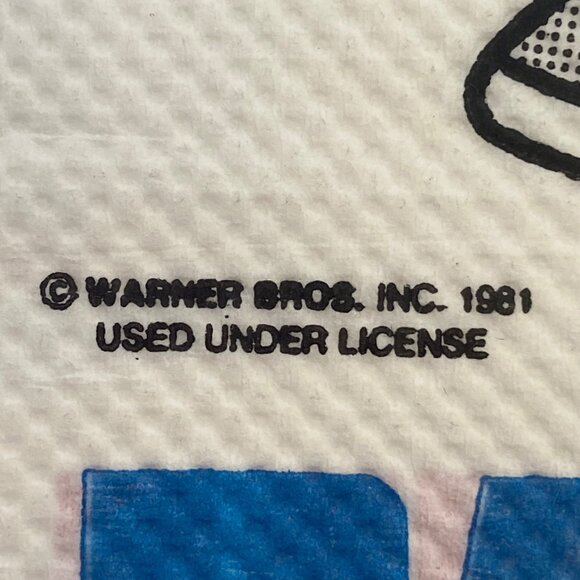 © WARNER BROS. INC. 1981
USED UNDER LICENSE